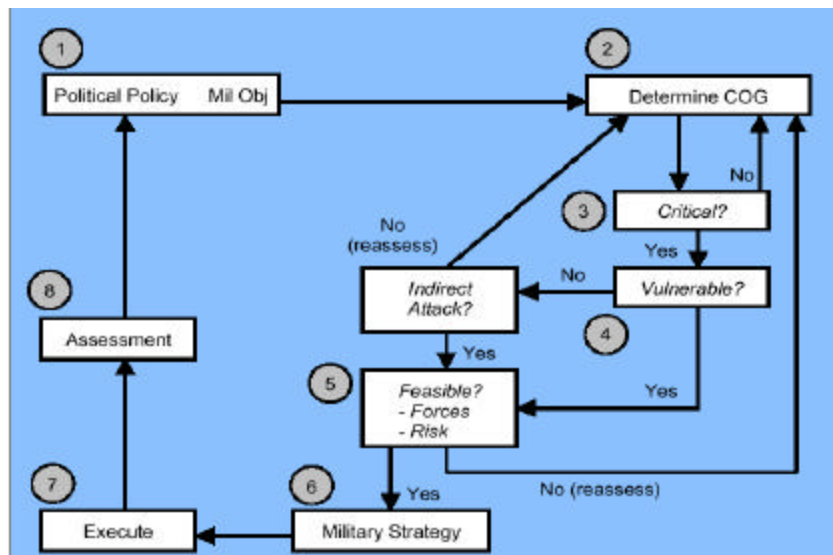 1
2
Political Policy Mil Obj
Determine COG
No
3
Critical?
No
(reassess)
Yes
8
Indirect
Attack?
No
Vulnerable?
4
Assessment
Yes
5
Feasible?
- Forces
- Risk
Yes
7
6
Yes
No (reassess)
Execute
Military Strategy